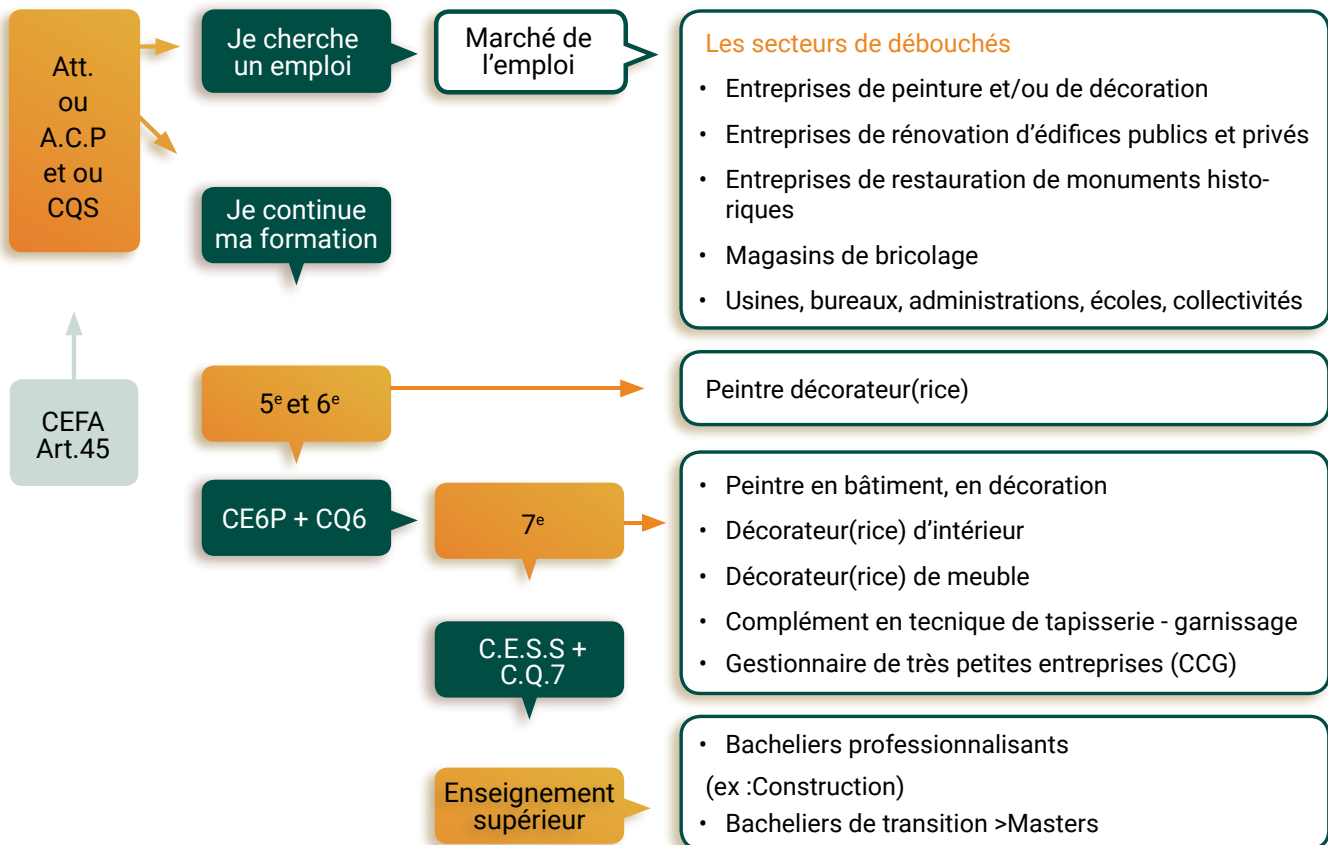 Att.
ou
A.C.P
et ou
CQS
Je cherche
un emploi
Marché de
l'emploi
Les secteurs de débouchés
• Entreprises de peinture et/ou de décoration
• Entreprises de rénovation d'édifices publics et privés
• Entreprises de restauration de monuments histo-
riques
• Magasins de bricolage
• Usines, bureaux, administrations, écoles, collectivités
Je continue
ma formation
CEFA
Art.45
5e et 6e
Peintre décorateur(rice)
CE6P + CQ6
7e
• Peintre en bâtiment, en décoration
• Décorateur(rice) d'intérieur
• Décorateur(rice) de meuble
• Complément en tecnique de tapisserie - garnissage
• Gestionnaire de très petites entreprises (CCG)
C.E.S.S +
C.Q.7
Enseignement
supérieur
• Bacheliers professionnalisants
(ex :Construction)
• Bacheliers de transition >Masters